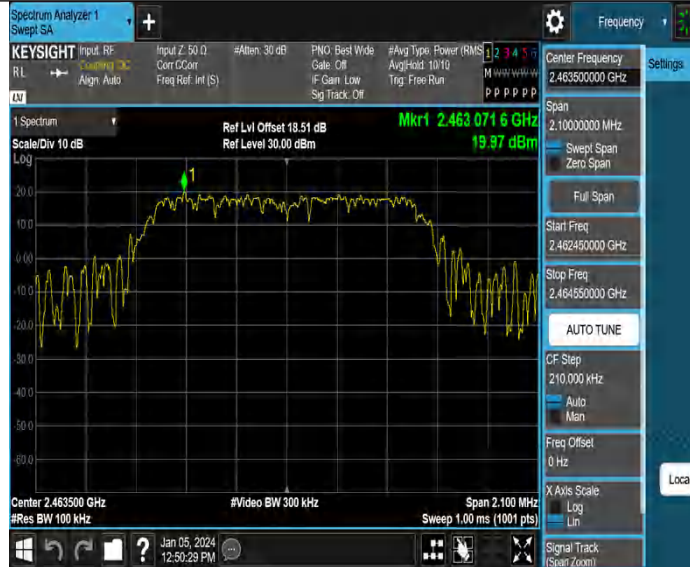 Spectrum Analyzer 1
Swept SA
+
Frequency
KEYSIGHT
RL
Input: RF
Coupling: DC
Align: Auto
Input Z: 50 Ω
Corr CCorr
Freq Ref: Int (S)
#Atten: 30 dB
PNO: Best Wide
Gate: Off
IF Gain: Low
Sig Track: Off
#Avg Type: Power (RMS
Avg|Hold: 10/10
Trig: Free Run
1 2 3 4 5 6
M W W W W W
P P P P P P
LXI
1 Spectrum
Scale/Div 10 dB
Ref Lvl Offset 18.51 dB
Ref Level 30.00 dBm
Mkr1 2.463 071 6 GHz
19.97 dBm
Log
1
20.0
10.0
0.00
-10.0
-20.0
-30.0
-40.0
-50.0
-60.0
Center 2.463500 GHz
#Res BW 100 kHz
#Video BW 300 kHz
Span 2.100 MHz
Sweep 1.00 ms (1001 pts)
?
Jan 05, 2024
12:50:29 PM
Center Frequency
2.463500000 GHz
Span
2.10000000 MHz
Swept Span
Zero Span
Full Span
Start Freq
2.462450000 GHz
Stop Freq
2.464550000 GHz
AUTO TUNE
CF Step
210.000 kHz
Auto
Man
Freq Offset
0 Hz
X Axis Scale
Log
Lin
Signal Track
(Span Zoom)
Settings
Loca